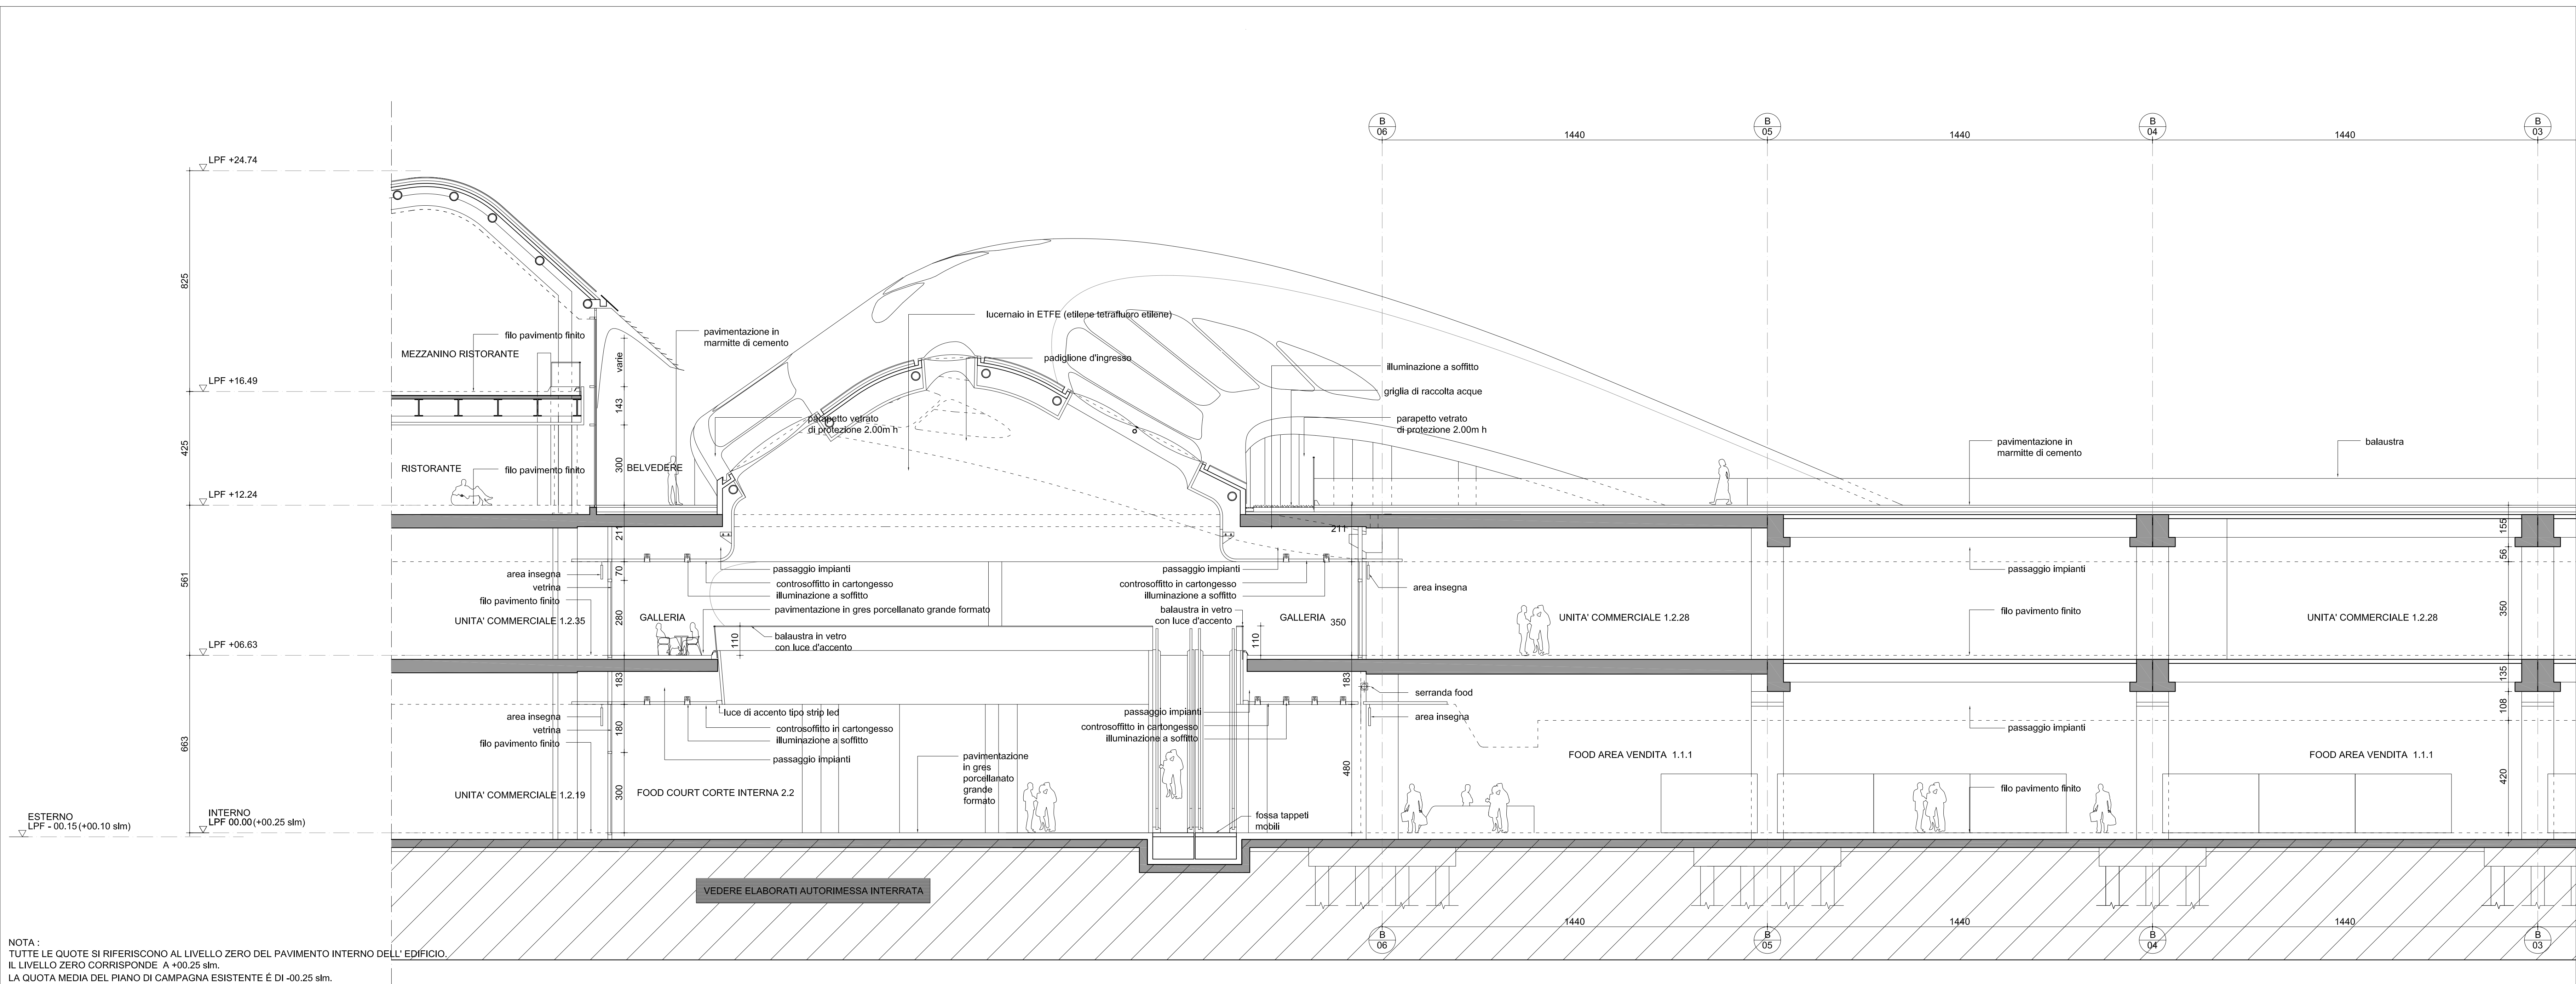 B
06
B
05
B
04
B
03
1440
1440
1440
LPF +24.74
825
LPF +16.49
425
LPF +12.24
561
LPF +06.63
663
ESTERNO
LPF - 00.15 (+00.10 slm)
INTERNO
LPF 00.00 (+00.25 slm)
filo pavimento finito
MEZZANINO RISTORANTE
RISTORANTE
filo pavimento finito
varie
143
300
BELVEDERE
pavimentazione in
marmitte di cemento
parapetto vetrato
di protezione 2.00m h
lucernaio in ETFE (etilene tetrafluoro etilene)
padiglione d'ingresso
illuminazione a soffitto
griglia di raccolta acque
parapetto vetrato
di protezione 2.00m h
pavimentazione in
marmitte di cemento
balaustra
211
70
280
area insegna
vetrina
filo pavimento finito
UNITA' COMMERCIALE 1.2.35
GALLERIA
110
passaggio impianti
controsoffitto in cartongesso
illuminazione a soffitto
pavimentazione in gres porcellanato grande formato
balaustra in vetro
con luce d'accento
passaggio impianti
controsoffitto in cartongesso
illuminazione a soffitto
balaustra in vetro
con luce d'accento
GALLERIA
110
211
350
area insegna
UNITA' COMMERCIALE 1.2.28
passaggio impianti
filo pavimento finito
UNITA' COMMERCIALE 1.2.28
155
56
350
183
180
300
area insegna
vetrina
filo pavimento finito
UNITA' COMMERCIALE 1.2.19
FOOD COURT CORTE INTERNA 2.2
luce di accento tipo strip led
controsoffitto in cartongesso
illuminazione a soffitto
passaggio impianti
pavimentazione
in gres
porcellanato
grande
formato
passaggio impianti
controsoffitto in cartongesso
illuminazione a soffitto
fossa tappeti
mobili
183
480
serranda food
area insegna
FOOD AREA VENDITA 1.1.1
passaggio impianti
filo pavimento finito
FOOD AREA VENDITA 1.1.1
135
108
420
VEDERE ELABORATI AUTORIMESSA INTERRATA
1440
1440
1440
B
06
B
05
B
04
B
03
NOTA :
TUTTE LE QUOTE SI RIFERISCONO AL LIVELLO ZERO DEL PAVIMENTO INTERNO DELL' EDIFICIO.
IL LIVELLO ZERO CORRISPONDE A +00.25 slm.
LA QUOTA MEDIA DEL PIANO DI CAMPAGNA ESISTENTE É DI -00.25 slm.